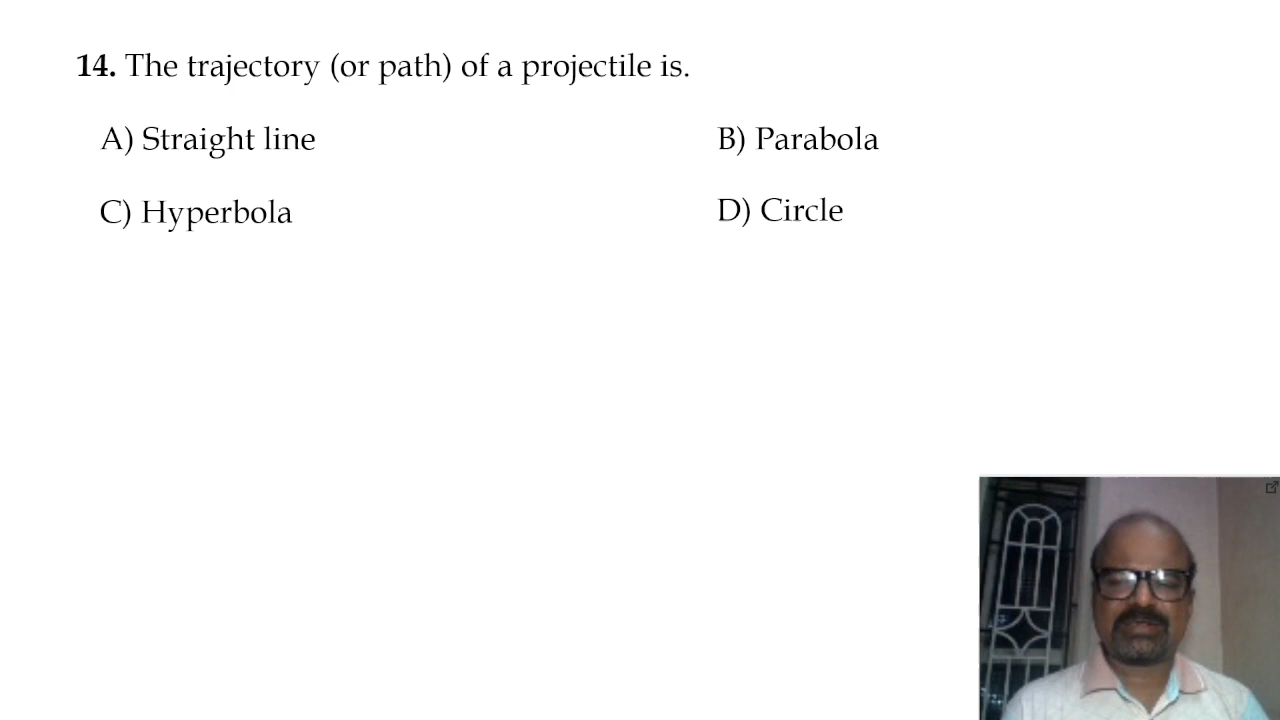 14. The trajectory (or path) of a projectile is.
A) Straight line B) Parabola
C) Hyperbola D) Circle